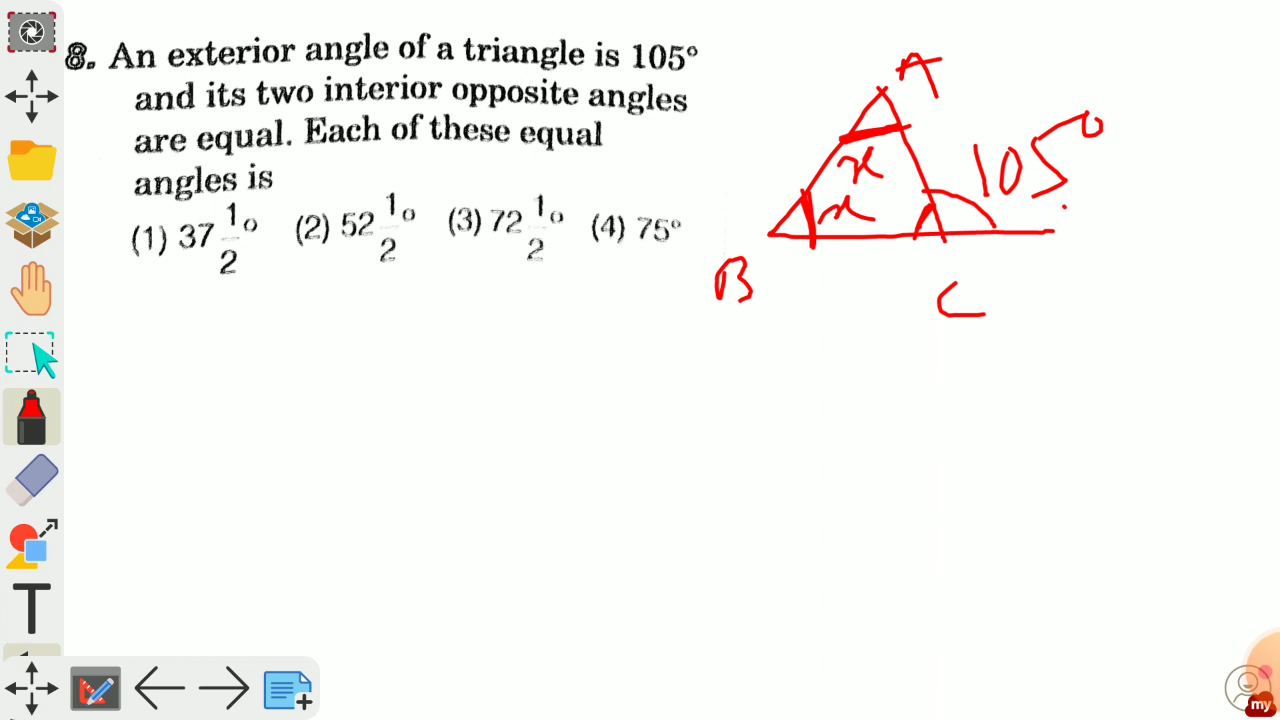 8. An exterior angle of a triangle is 105°
and its two interior opposite angles
are equal. Each of these equal
angles is
(1) 37 1/2° (2) 52 1/2° (3) 72 1/2° (4) 75°
A
105°
x
x
B
C
T
my